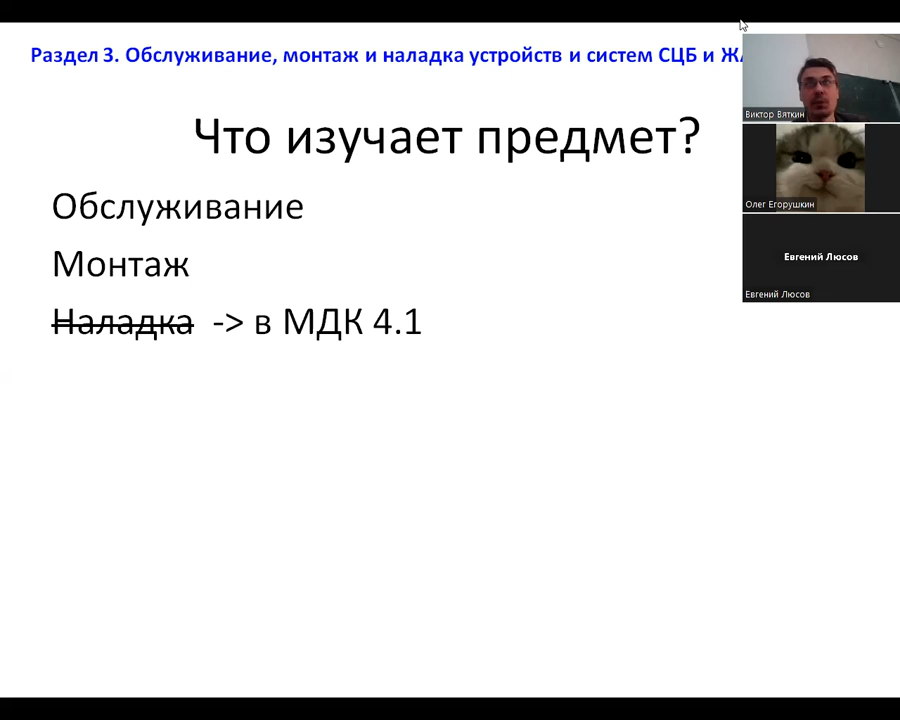 Раздел 3. Обслуживание, монтаж и наладка устройств и систем СЦБ и
Что изучает предмет?
Обслуживание
Монтаж
Наладка -> в МДК 4.1
Виктор Вяткин
Олег Егорушкин
Евгений Люсов
Евгений Люсов